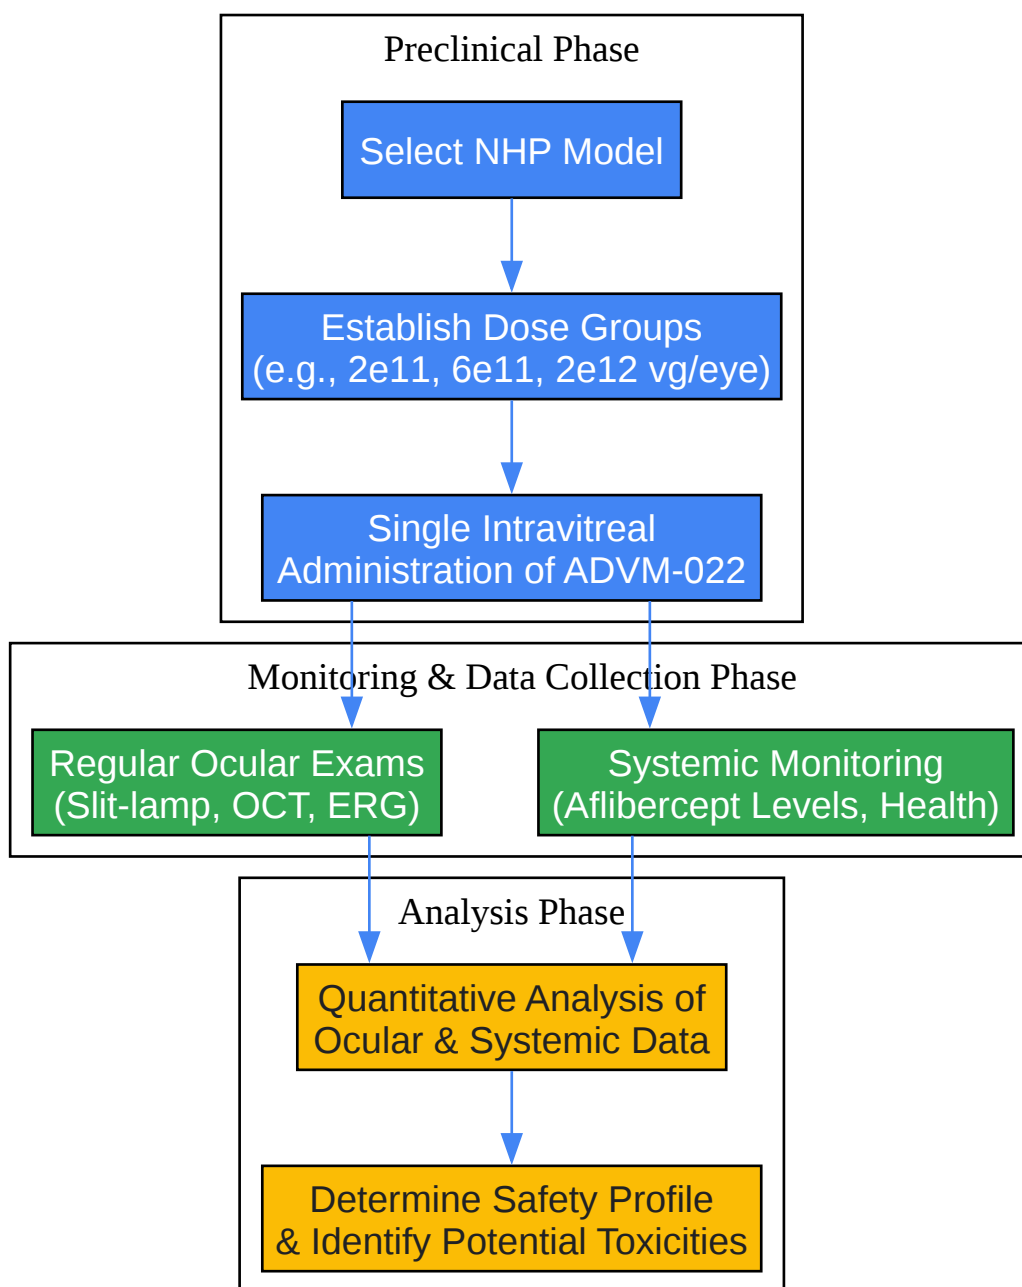 Preclinical Phase
Select NHP Model
Establish Dose Groups
(e.g., 2e11, 6e11, 2e12 vg/eye)
Single Intravitreal
Administration of ADVM-022
Monitoring & Data Collection Phase
Regular Ocular Exams
(Slit-lamp, OCT, ERG)
Systemic Monitoring
(Aflibercept Levels, Health)
Analysis Phase
Quantitative Analysis of
Ocular & Systemic Data
Determine Safety Profile
& Identify Potential Toxicities